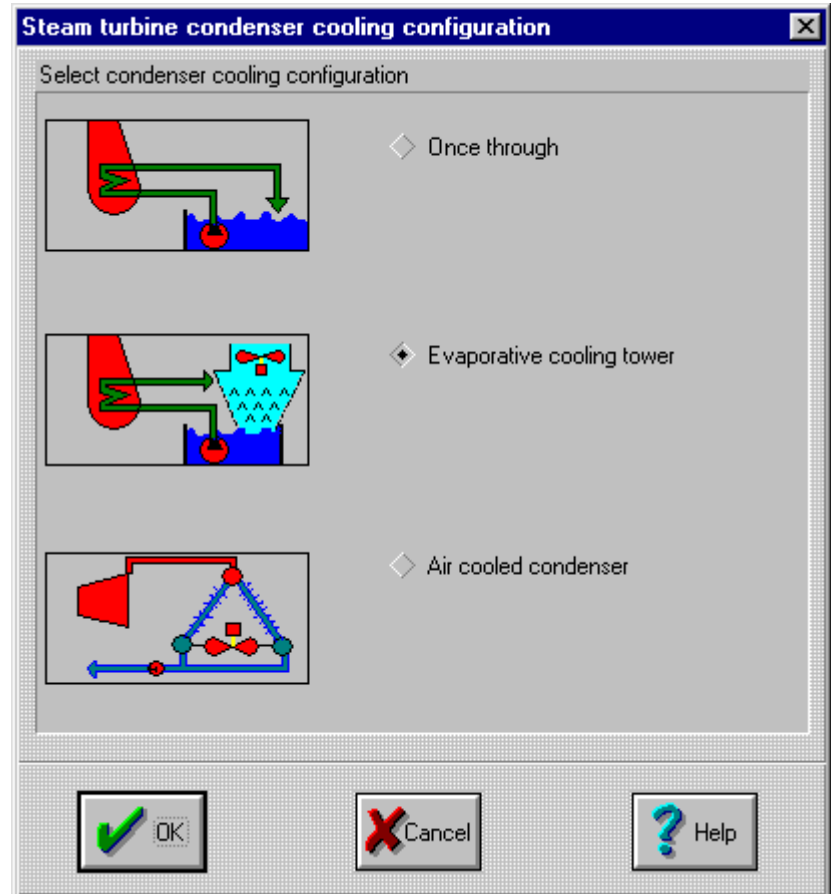 Steam turbine condenser cooling configuration
Select condenser cooling configuration
Once through
Evaporative cooling tower
Air cooled condenser
OK
Cancel
Help